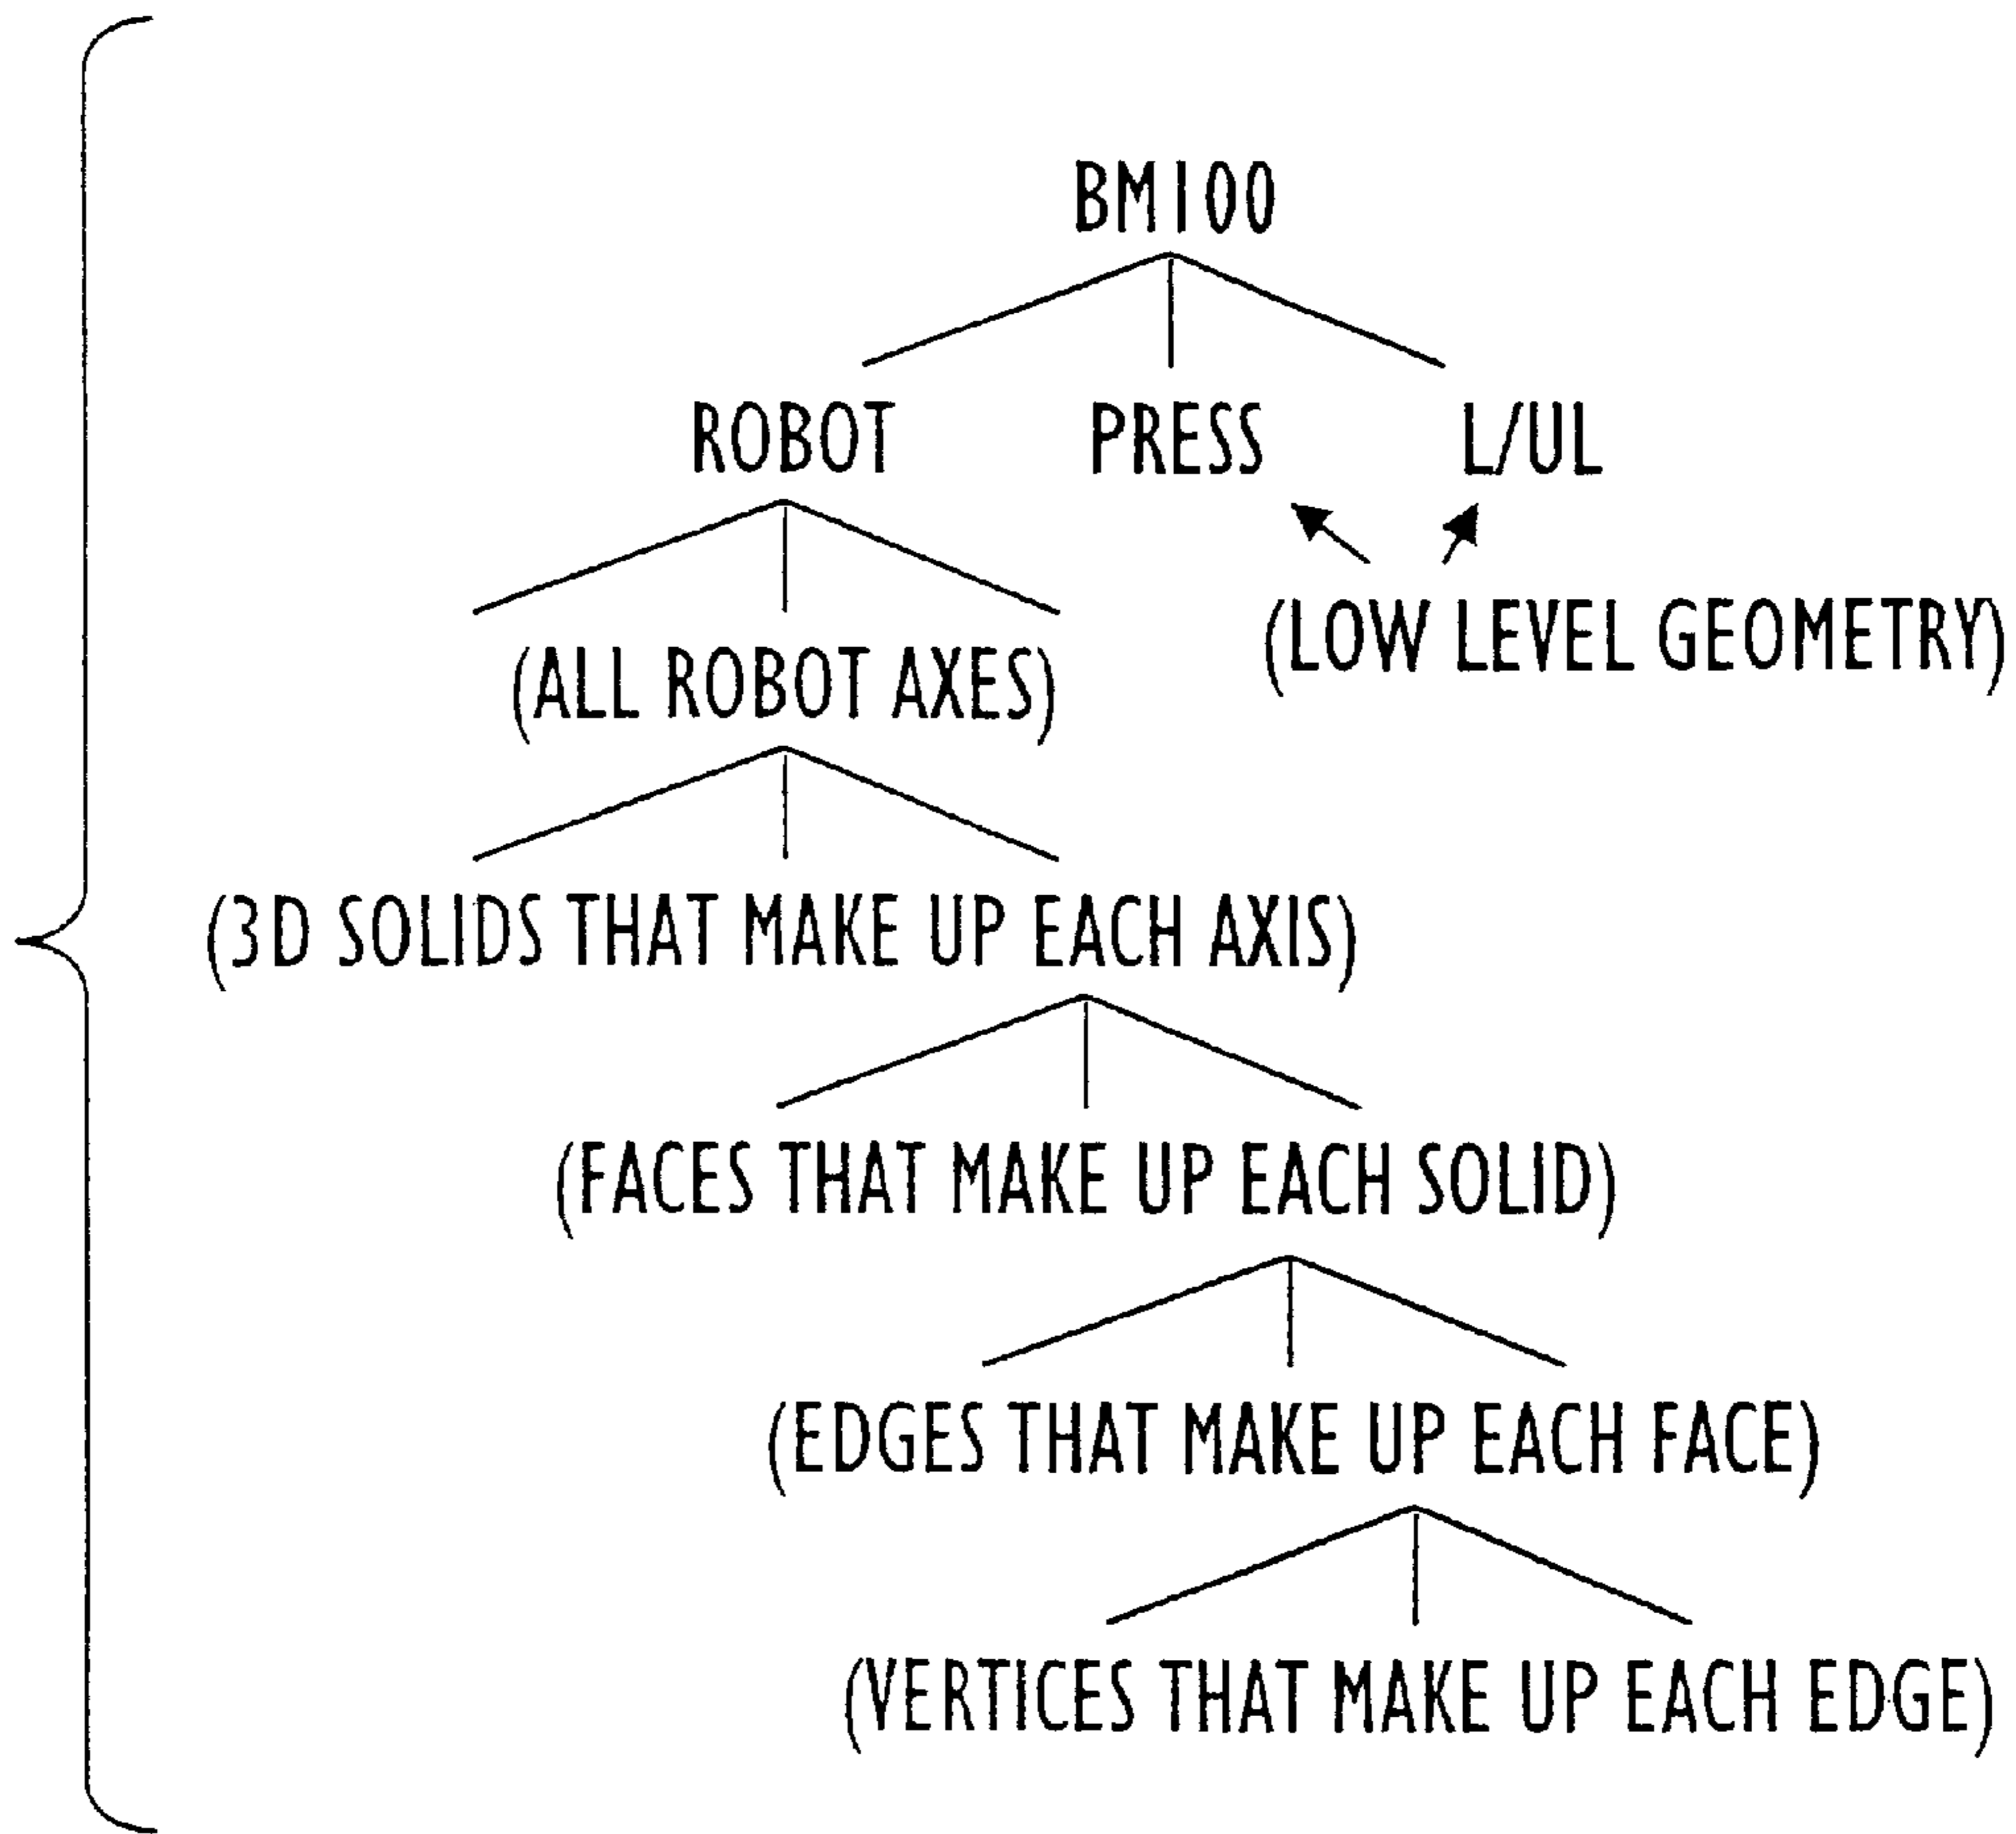 BM100
ROBOT PRESS L/UL
(LOW LEVEL GEOMETRY)
(ALL ROBOT AXES)
(3D SOLIDS THAT MAKE UP EACH AXIS)
(FACES THAT MAKE UP EACH SOLID)
(EDGES THAT MAKE UP EACH FACE)
(VERTICES THAT MAKE UP EACH EDGE)